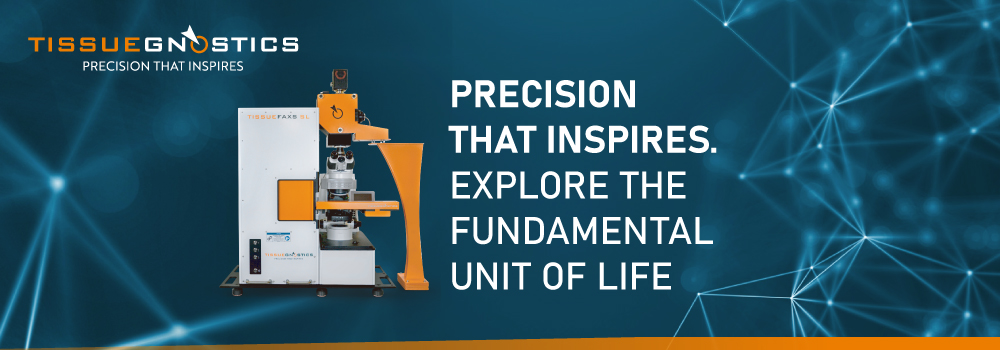 TISSUEGNOSTICS
PRECISION THAT INSPIRES
TISSUEFAXS SL
TISSUEGNOSTICS
PRECISION
THAT INSPIRES.
EXPLORE THE
FUNDAMENTAL
UNIT OF LIFE